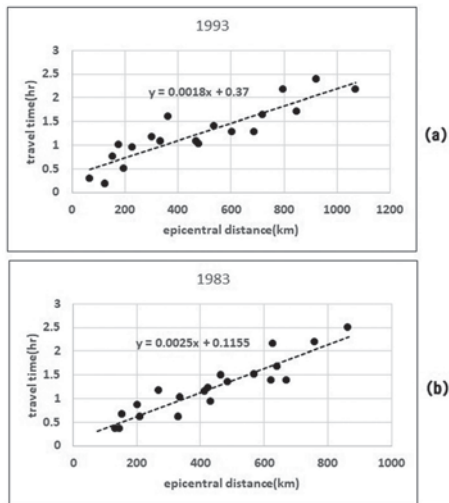 1993
3
2.5
2
1.5
1
0.5
0
travel time(hr)
y = 0.0018x + 0.37
0 200 400 600 800 1000 1200
epicentral distance(km)
(a)
1983
3
2.5
2
1.5
1
0.5
0
travel time(hr)
y = 0.0025x + 0.1155
0 200 400 600 800 1000
epicentral distance(km)
(b)